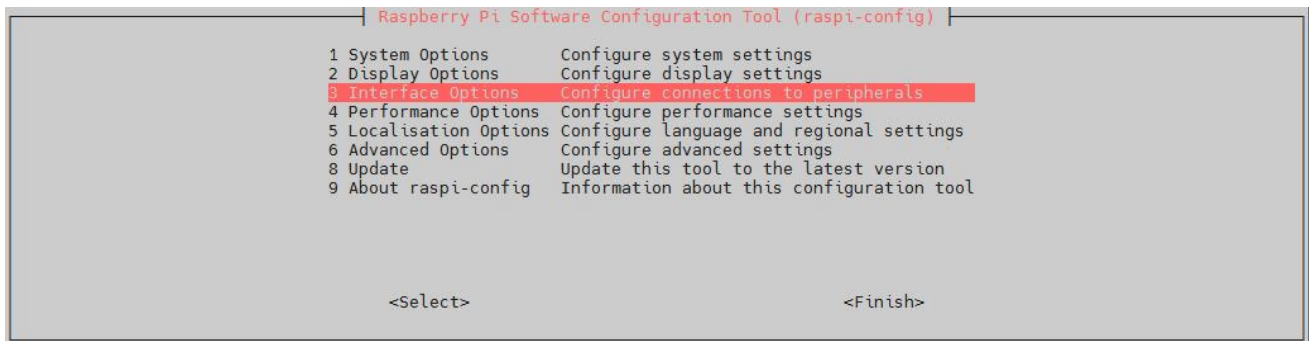 Raspberry Pi Software Configuration Tool (raspi-config)
1 System Options Configure system settings
2 Display Options Configure display settings
3 Interface Options Configure connections to peripherals
4 Performance Options Configure performance settings
5 Localisation Options Configure language and regional settings
6 Advanced Options Configure advanced settings
8 Update Update this tool to the latest version
9 About raspi-config Information about this configuration tool
<Select> <Finish>